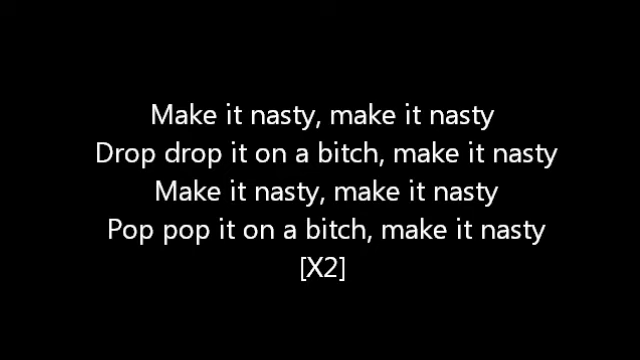 Make it nasty, make it nasty
Drop drop it on a bitch, make it nasty
Make it nasty, make it nasty
Pop pop it on a bitch, make it nasty
[X2]